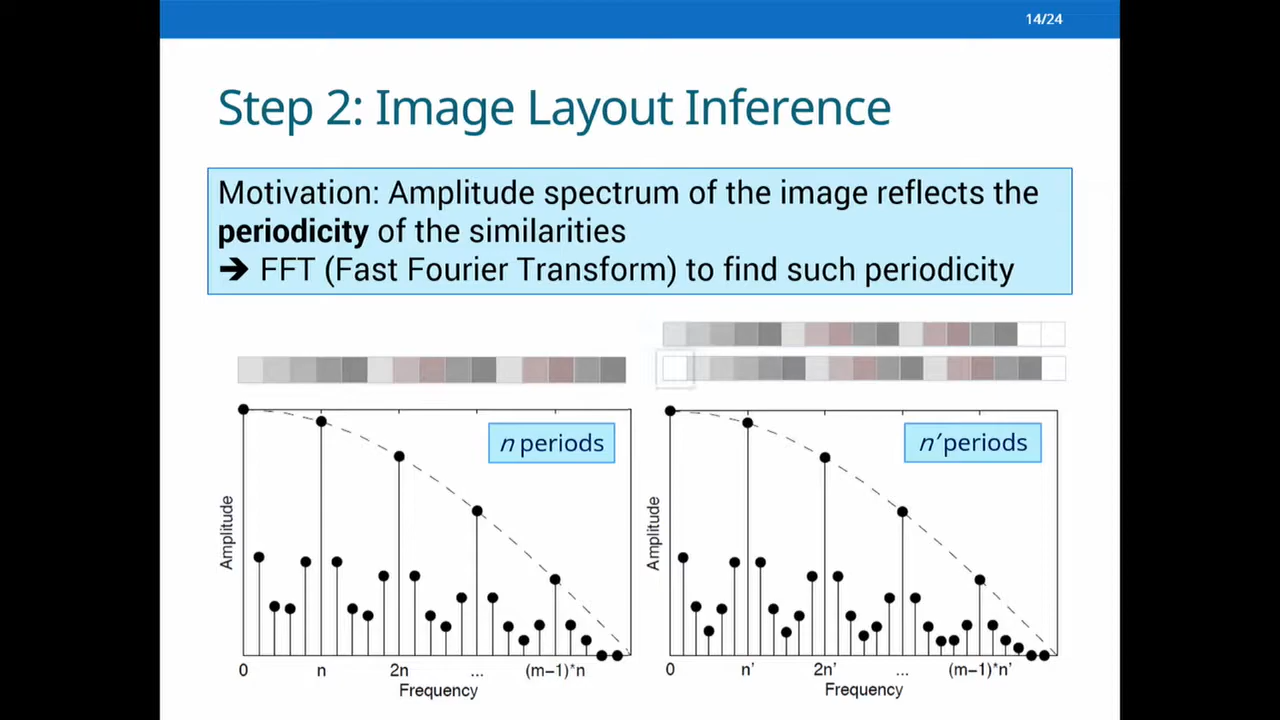 14/24
Step 2: Image Layout Inference
Motivation: Amplitude spectrum of the image reflects the
periodicity of the similarities
➔ FFT (Fast Fourier Transform) to find such periodicity
n periods
Amplitude
0 n 2n ... (m−1)*n
Frequency
n′ periods
Amplitude
0 n' 2n' ... (m−1)*n'
Frequency